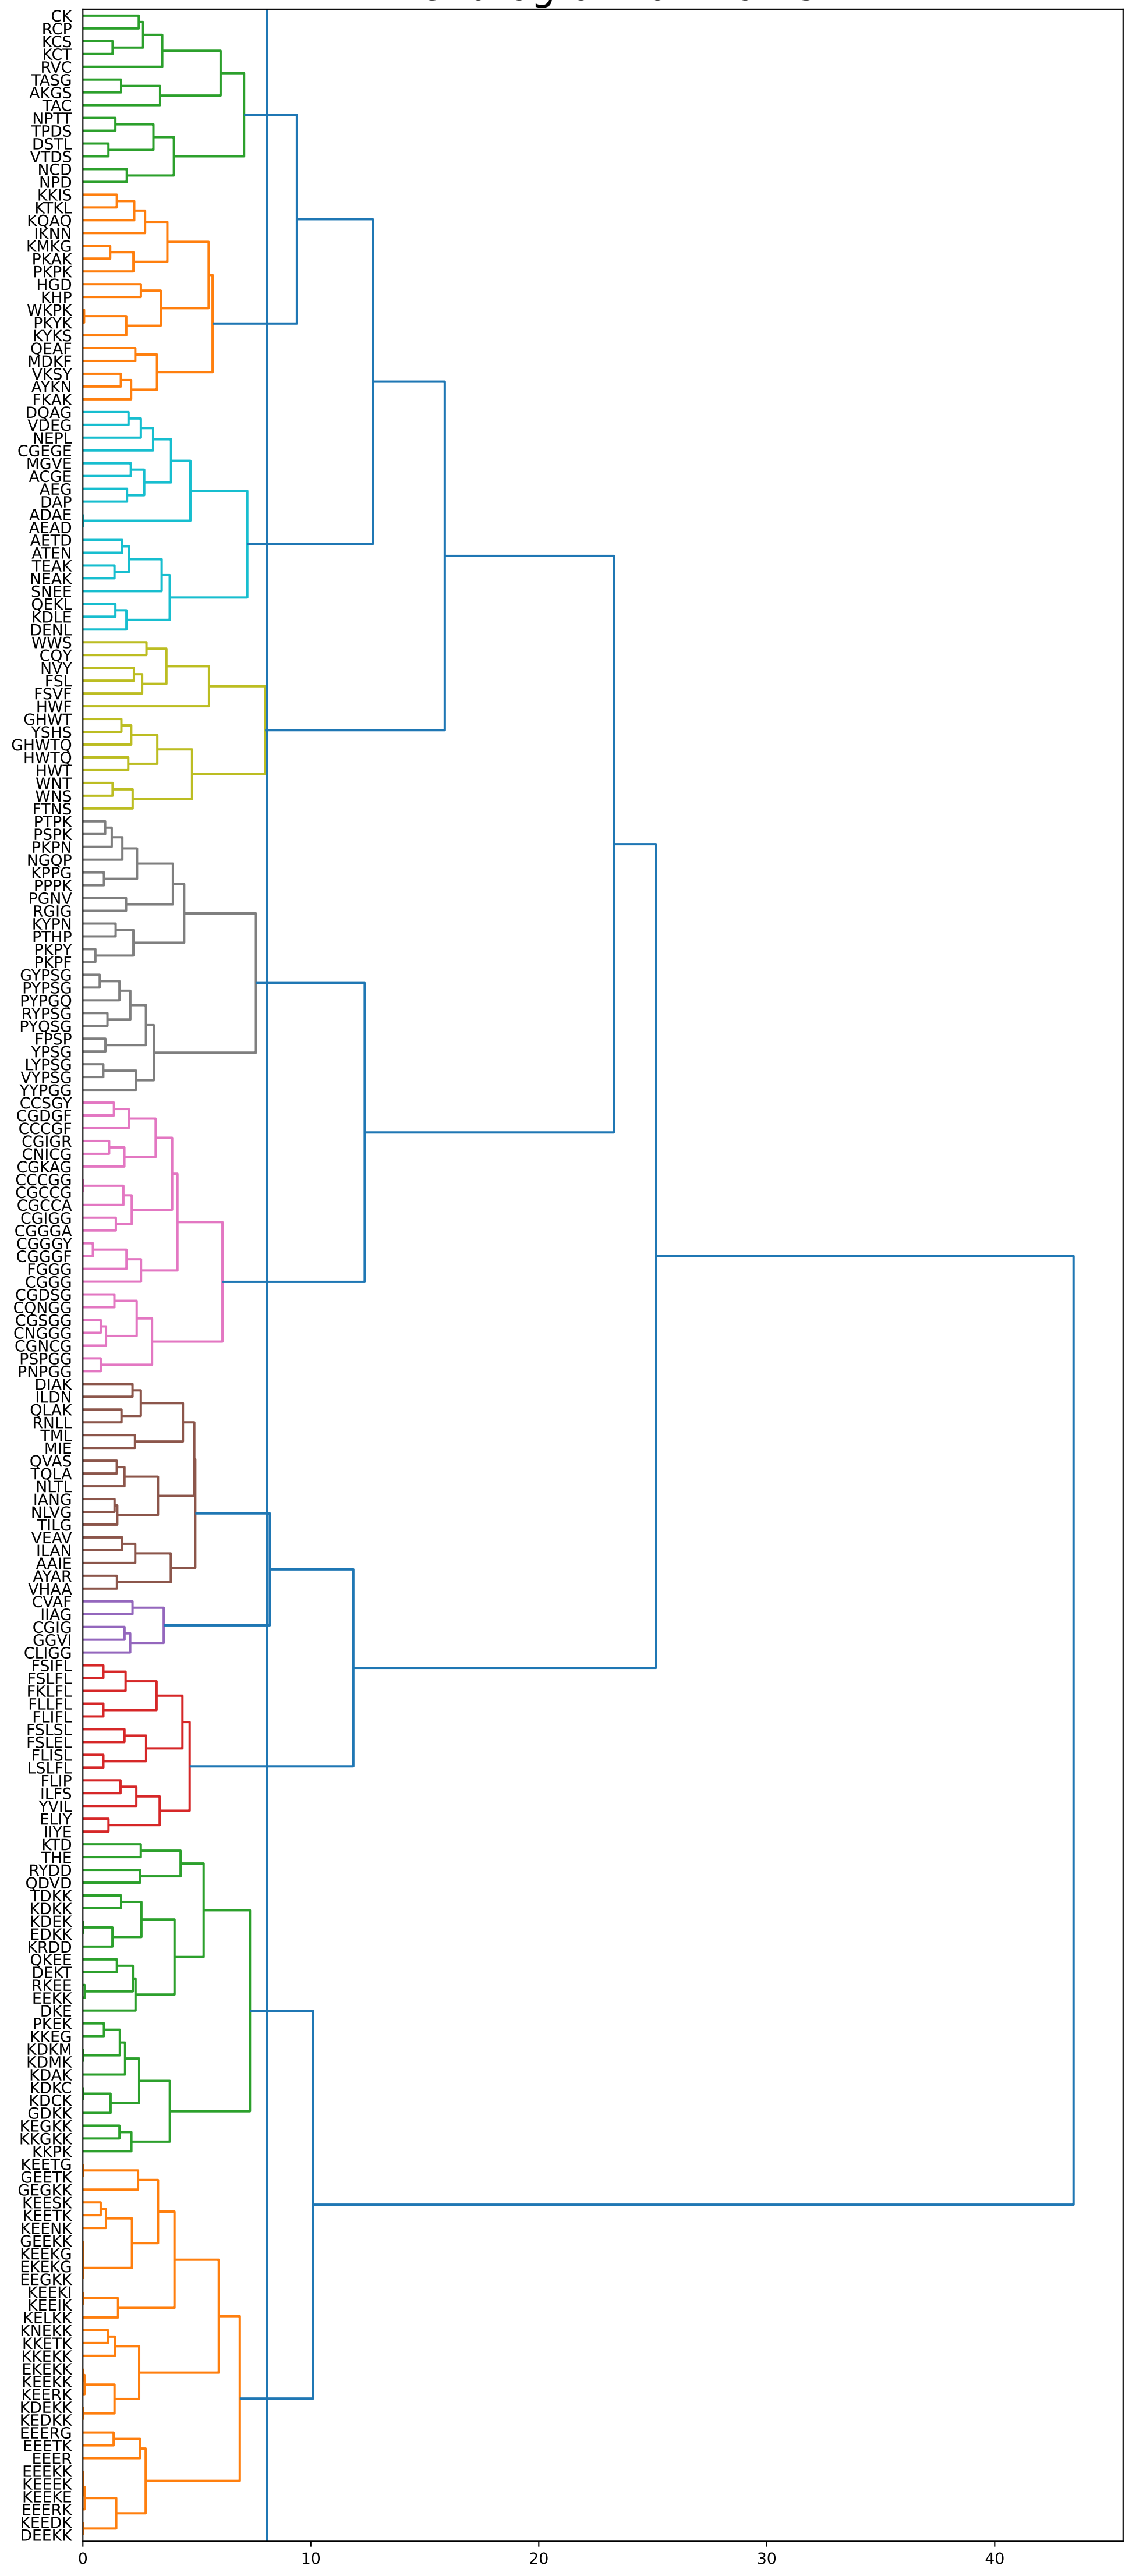 CK
RCP
KCS
KCT
RVC
TASG
AKGS
TAC
NPTT
TPDS
DSTL
VTDS
NCD
NPD
KKIS
KTKL
KQAQ
IKNN
KMKG
PKAK
PKPK
HGD
KHP
WKPK
PKYK
KYKS
QEAF
MDKF
VKSY
AYKN
FKAK
DQAG
VDEG
NEPL
CGEGE
MGVE
ACGE
AEG
DAP
ADAE
AEAD
AETD
ATEN
TEAK
NEAK
SNEE
QEKL
KDLE
DENL
WWS
CQY
NVY
FSL
FSVF
HWF
GHWT
YSHS
GHWTQ
HWTQ
HWT
WNT
WNS
FTNS
PTPK
PSPK
PKPN
NGQP
KPPG
PPPK
PGNV
RGIG
KYPN
PTHP
PKPY
PKPF
GYPSG
PYPSG
PYPGQ
RYPSG
PYQSG
FPSP
YPSG
LYPSG
VYPSG
YYPGG
CCSGY
CGDGF
CCCGF
CGIGR
CNICG
CGKAG
CCCGG
CGCCG
CGCCA
CGIGG
CGGGA
CGGGY
CGGGF
FGGG
CGGG
CGDSG
CQNGG
CGSGG
CNGGG
CGNCG
PSPGG
PNPGG
DIAK
ILDN
QLAK
RNLL
TML
MIE
QVAS
TQLA
NLTL
IANG
NLVG
TILG
VEAV
ILAN
AAIE
AYAR
VHAA
CVAF
IIAG
CGIG
GGVI
CLIGG
FSIFL
FSLFL
FKLFL
FLLFL
FLIFL
FSLSL
FSLEL
FLISL
LSLFL
FLIP
ILFS
YVIL
ELIY
IIYE
KTD
THE
RYDD
QDVD
TDKK
KDKK
KDEK
EDKK
KRDD
QKEE
DEKT
RKEE
EEKK
DKE
PKEK
KKEG
KDKM
KDMK
KDAK
KDKC
KDCK
GDKK
KEGKK
KKGKK
KKPK
KEETG
GEETK
GEGKK
KEESK
KEETK
KEENK
GEEKK
KEEKG
EKEKG
EEGKK
KEEKI
KEEIK
KELKK
KNEKK
KKETK
KKEKK
EKEKK
KEEKK
KEERK
KDEKK
KEDKK
EEERG
EEETK
EEER
EEEKK
KEEEK
KEEKE
EEERK
KEEDK
DEEKK
0 10 20 30 40